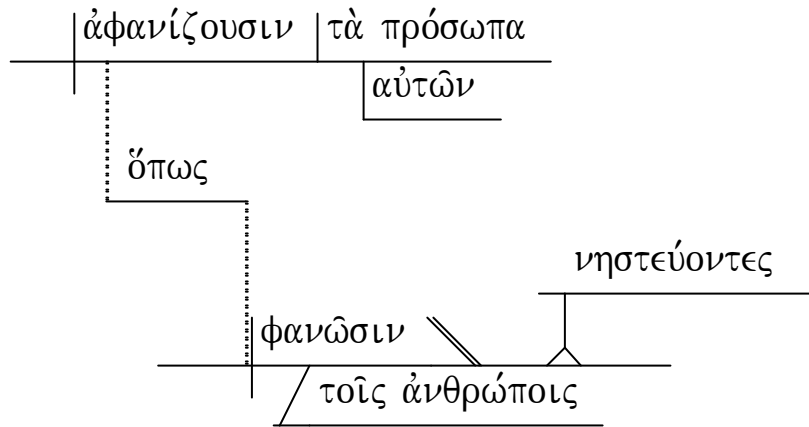 ἀφανίζουσιν τὰ πρόσωπα
αὐτῶν
ὅπως
νηστεύοντες
φανῶσιν
τοῖς ἀνθρώποις